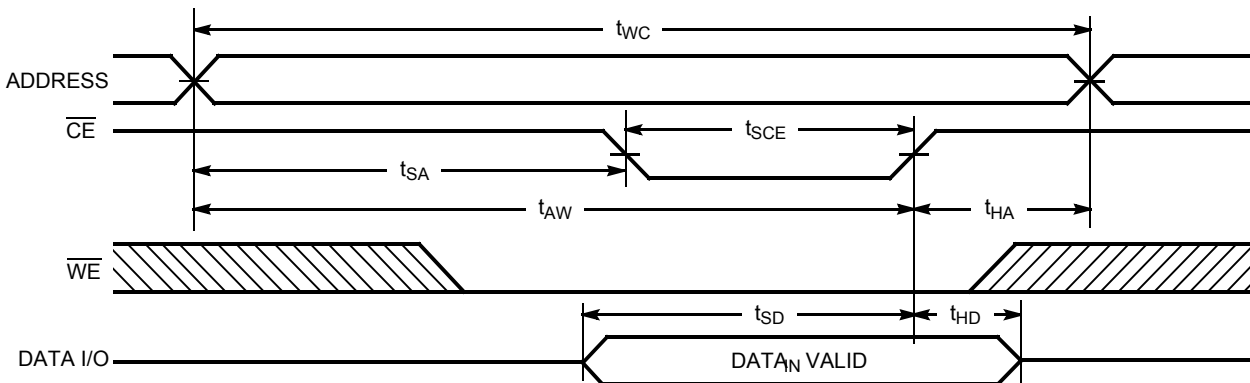 tWC
ADDRESS
CE
tSCE
tSA
tAW
tHA
WE
tSD
tHD
DATA I/O
DATAIN VALID